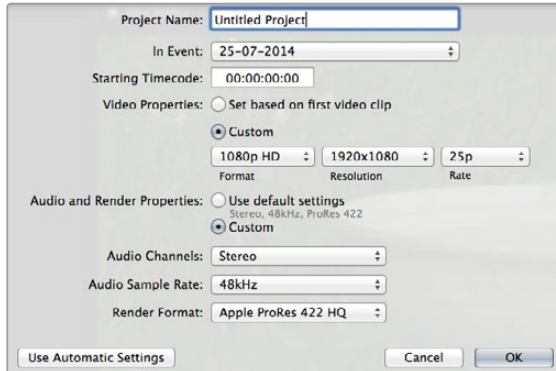 Project Name: Untitled Project
In Event: 25-07-2014
Starting Timecode: 00:00:00:00
Video Properties: Set based on first video clip
Custom
1080p HD 1920x1080 25p
Format Resolution Rate
Audio and Render Properties: Use default settings
Stereo, 48kHz, ProRes 422
Custom
Audio Channels: Stereo
Audio Sample Rate: 48kHz
Render Format: Apple ProRes 422 HQ
Use Automatic Settings Cancel OK